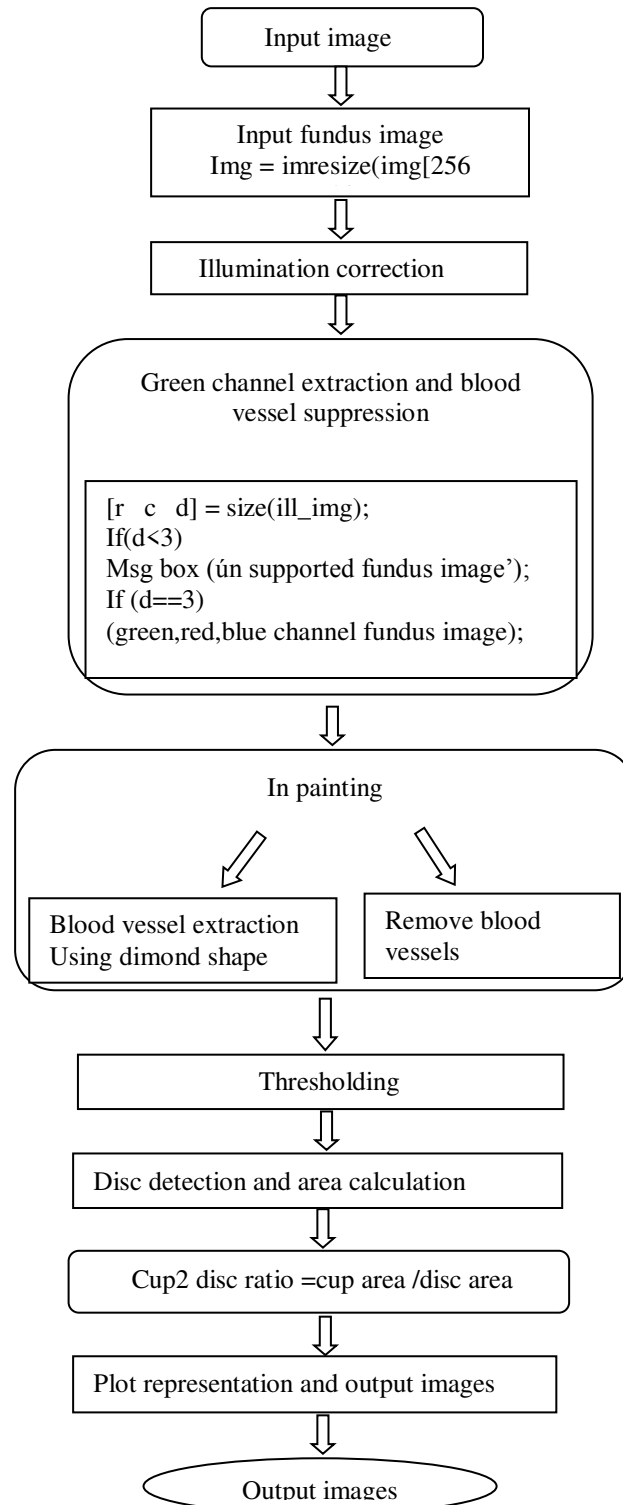 Input image
Input fundus image
Img = imresize(img[256
Illumination correction
Green channel extraction and blood
vessel suppression
[r c d] = size(ill_img);
If(d<3)
Msg box (ún supported fundus image’);
If (d==3)
(green,red,blue channel fundus image);
In painting
Blood vessel extraction
Using dimond shape
Remove blood
vessels
Thresholding
Disc detection and area calculation
Cup2 disc ratio =cup area /disc area
Plot representation and output images
Output images